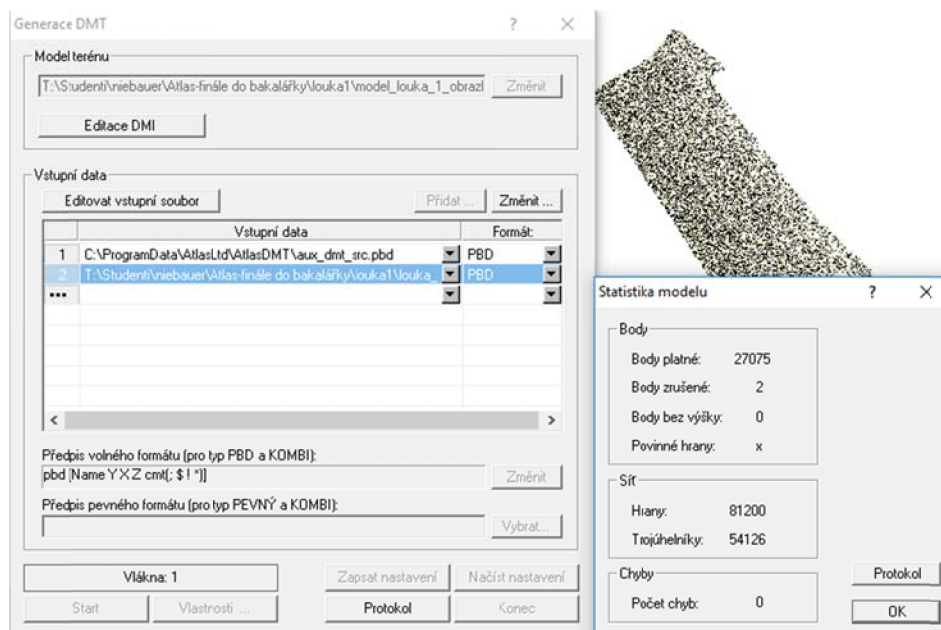 Generace DMT
Model terénu
T:\Studenti\niebauer\Atlas-finále do bakalářky\louka1\model_louka_1_obrazl
Změnit
Editace DMT
Vstupní data
Editovat vstupní soubor
Přidat ...
Změnit ...
Vstupní data
Formát:
1 C:\ProgramData\AtlasLtd\AtlasDMT\aux_dmt_src.pbd PBD
2 T:\Studenti\niebauer\Atlas-finále do bakalářky\louka1\louka_ PBD
Předpis volného formátu (pro typ PBD a KOMBI):
pbd [Name Y X Z cmt(; $ ! *)]
Změnit
Předpis pevného formátu (pro typ PEVNÝ a KOMBI):
Vybrat...
Vlákna: 1
Zapsat nastavení
Načíst nastavení
Start
Vlastnosti ...
Protokol
Konec
Statistika modelu
Body
Body platné: 27075
Body zrušené: 2
Body bez výšky: 0
Povinné hrany: x
Síť
Hrany: 81200
Trojúhelníky: 54126
Chyby
Počet chyb: 0
Protokol
OK